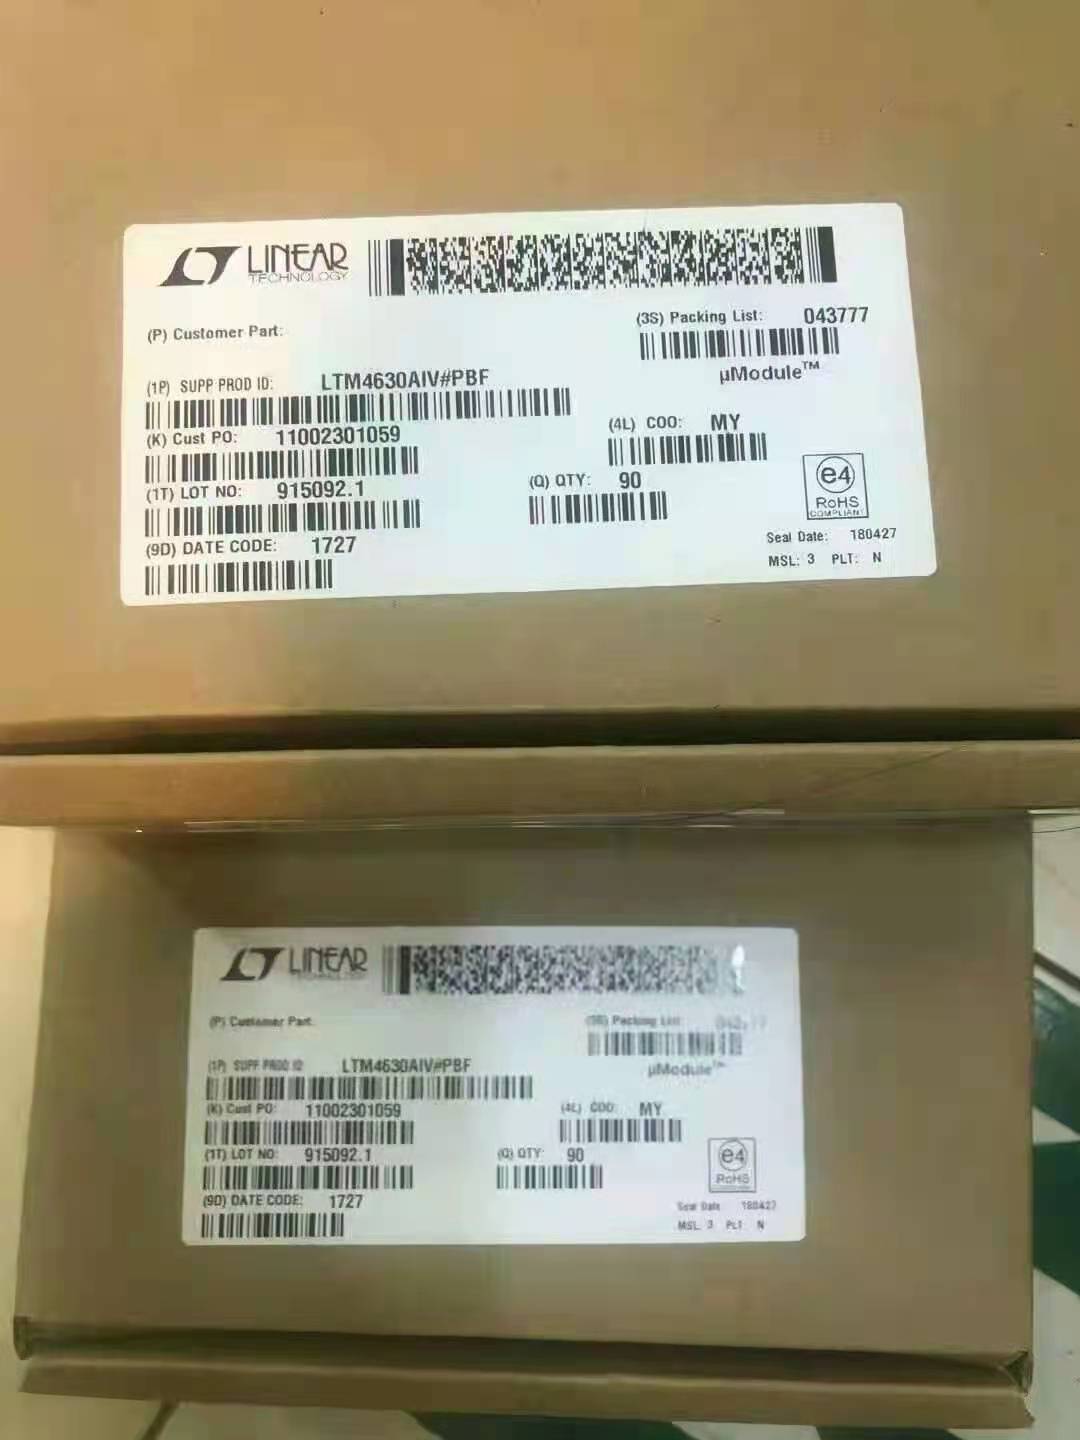 LINEAR
TECHNOLOGY
(P) Customer Part:
(3S) Packing List: 043777
µModule™
(1P) SUPP PROD ID: LTM4630AIV#PBF
(K) Cust PO: 11002301059
(4L) COO: MY
(1T) LOT NO: 915092.1
(Q) QTY: 90
e4
RoHS
COMPLIANT
(9D) DATE CODE: 1727
Seal Date: 180427
MSL: 3 PLT: N
LINEAR
TECHNOLOGY
(P) Customer Part:
(3S) Packing List:
µModule™
(1P) SUPP PROD ID: LTM4630AIV#PBF
(K) Cust PO: 11002301059
(4L) COO: MY
(1T) LOT NO: 915092.1
(Q) QTY: 90
e4
RoHS
(9D) DATE CODE: 1727
Seal Date: 180427
MSL: 3 PLT: N